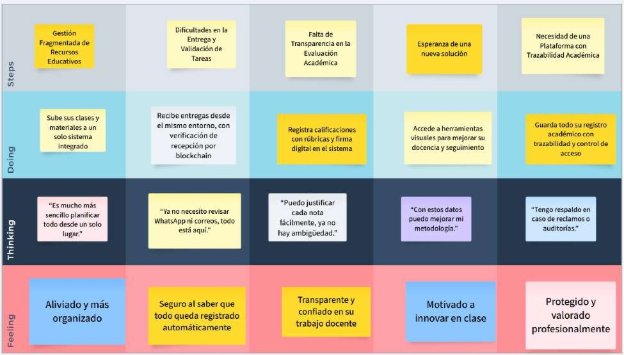 Steps
Gestión
Fragmentada de
Recursos
Educativos
Dificultades en la
Entrega y
Validación de
Tareas
Falta de
Transparencia en la
Evaluación
Académica
Esperanza de una
nueva solución
Necesidad de una
Plataforma con
Trazabilidad Académica
Doing
Sube sus clases y
materiales a un
solo sistema
integrado
Recibe entregas desde
el mismo entorno, con
verificación de
recepción por
blockchain
Registra calificaciones
con rúbricas y firma
digital en el sistema
Accede a herramientas
visuales para mejorar su
docencia y seguimiento
Guarda todo su registro
académico con
trazabilidad y control de
acceso
Thinking
"Es mucho más
sencillo planificar
todo desde un solo
lugar."
"Ya no necesito revisar
WhatsApp ni correos, todo
está aquí."
"Puedo justificar
cada nota
fácilmente, ya no
hay ambigüedad."
"Con estos datos
puedo mejorar mi
metodología."
"Tengo respaldo en
caso de reclamos o
auditorías."
Feeling
Aliviado y más
organizado
Seguro al saber que
todo queda registrado
automáticamente
Transparente y
confiado en su
trabajo docente
Motivado a
innovar en clase
Protegido y
valorado
profesionalmente